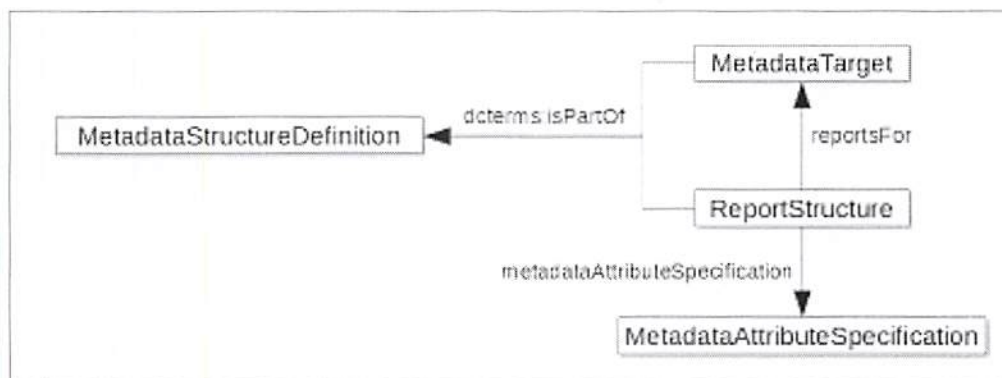 MetadataTarget
dcterms:isPartOf
MetadataStructureDefinition
reportsFor
ReportStructure
metadataAttributeSpecification
MetadataAttributeSpecification